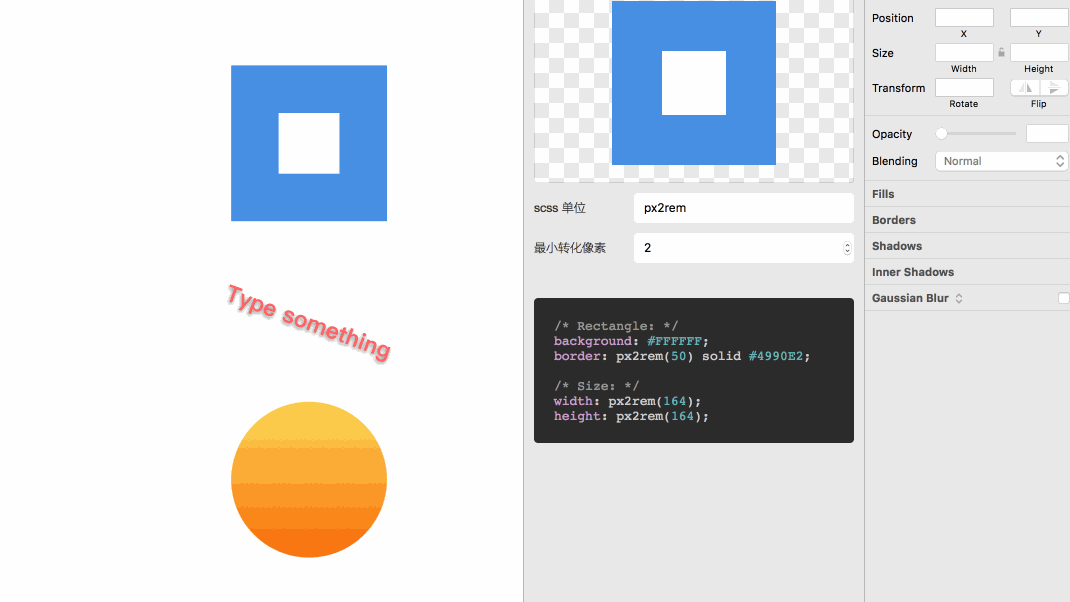 Type something
scss 单位
px2rem
最小转化像素
2
/* Rectangle: */
background: #FFFFFF;
border: px2rem(50) solid #4990E2;
/* Size: */
width: px2rem(164);
height: px2rem(164);
Position
X
Y
Size
Width
Height
Transform
Rotate
Flip
Opacity
Blending
Normal
Fills
Borders
Shadows
Inner Shadows
Gaussian Blur